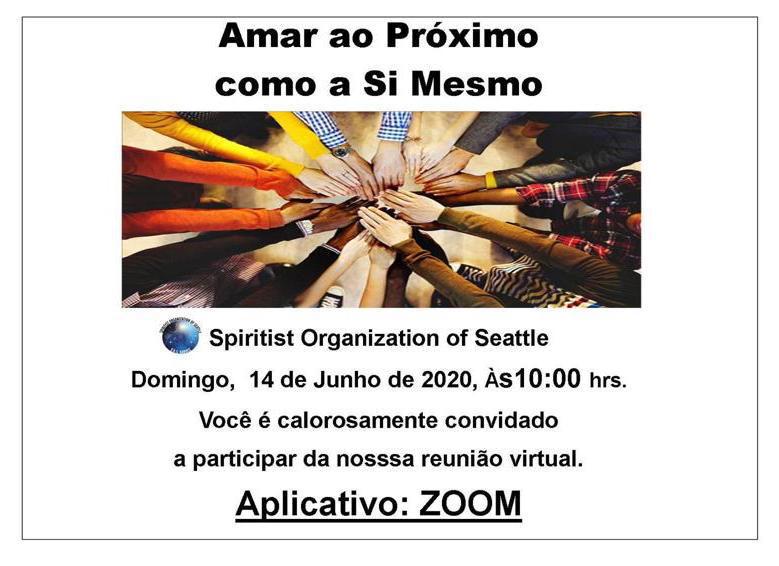 Amar ao Próximo
como a Si Mesmo
Spiritist Organization of Seattle
Domingo, 14 de Junho de 2020, Às10:00 hrs.
Você é calorosamente convidado
a participar da nosssa reunião virtual.
Aplicativo: ZOOM